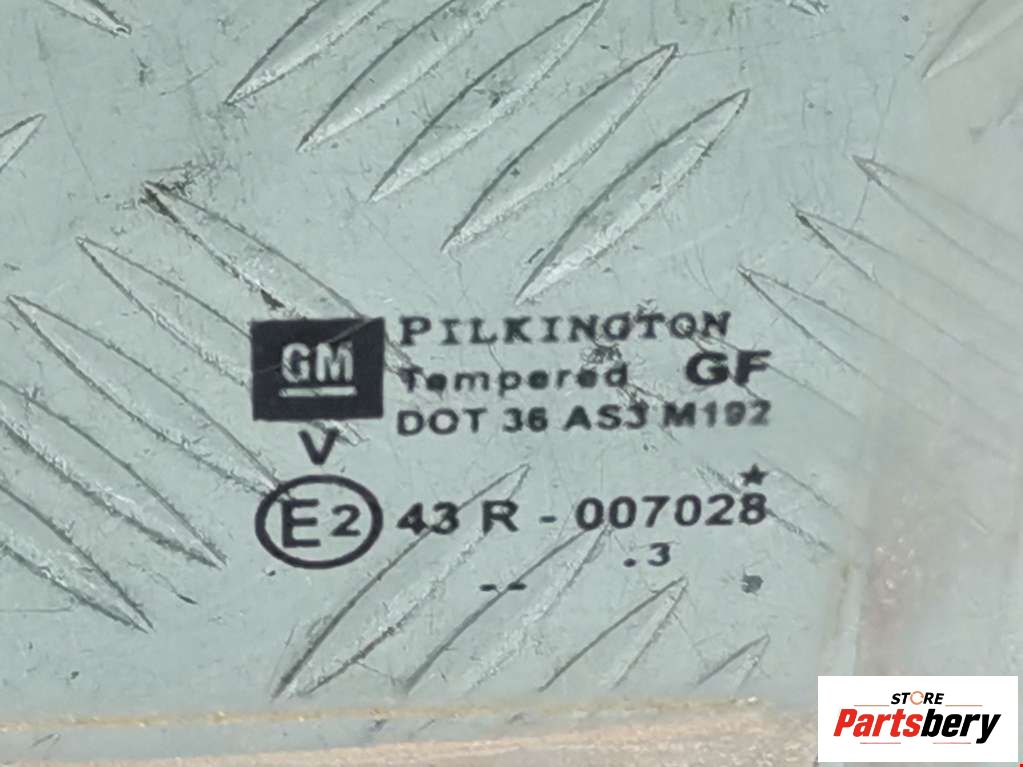 GM
PILKINGTON
Tempered GF
DOT 36 AS3 M192
V
E2 43 R - 007028
.3
--
STORE
Partsbery